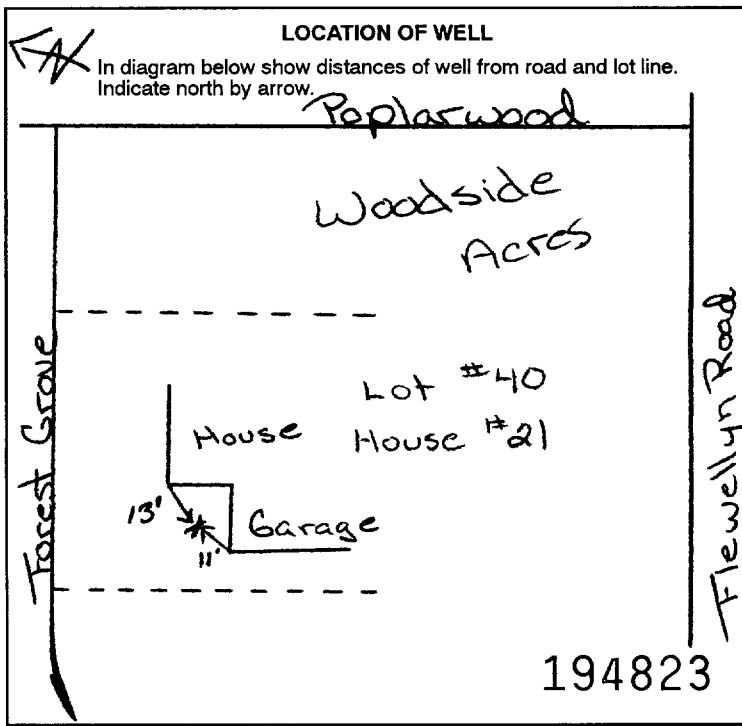 LOCATION OF WELL
N
In diagram below show distances of well from road and lot line.
Indicate north by arrow.
Poplarwood
Woodside
Acres
Forest Grove
Flewellyn Road
Lot #40
House
House #21
13'
Garage
11'
194823